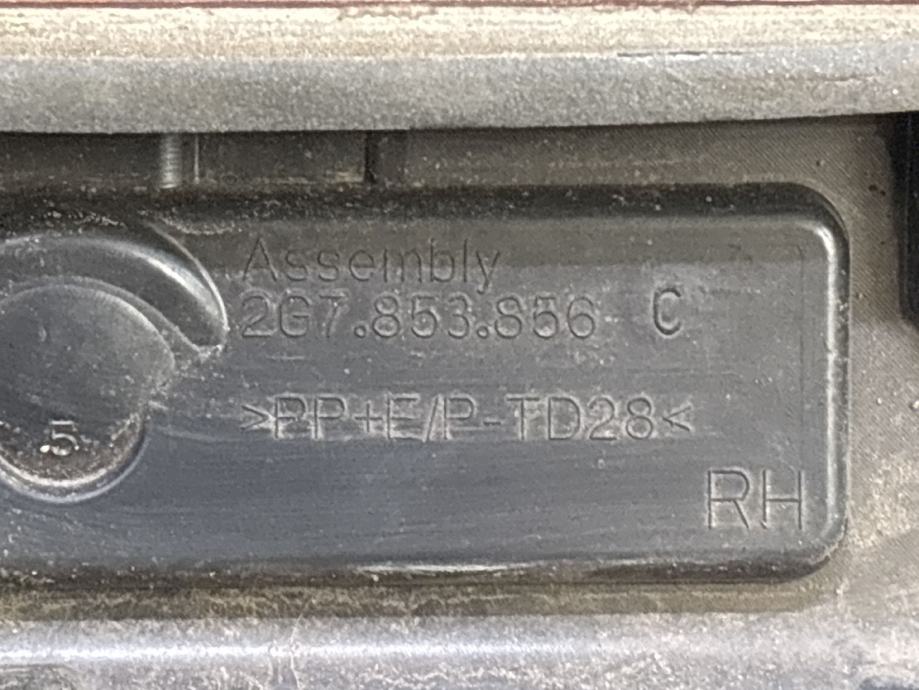 Assembly
2G7.853.856 C
>PP+E/P-TD28<
.5
RH